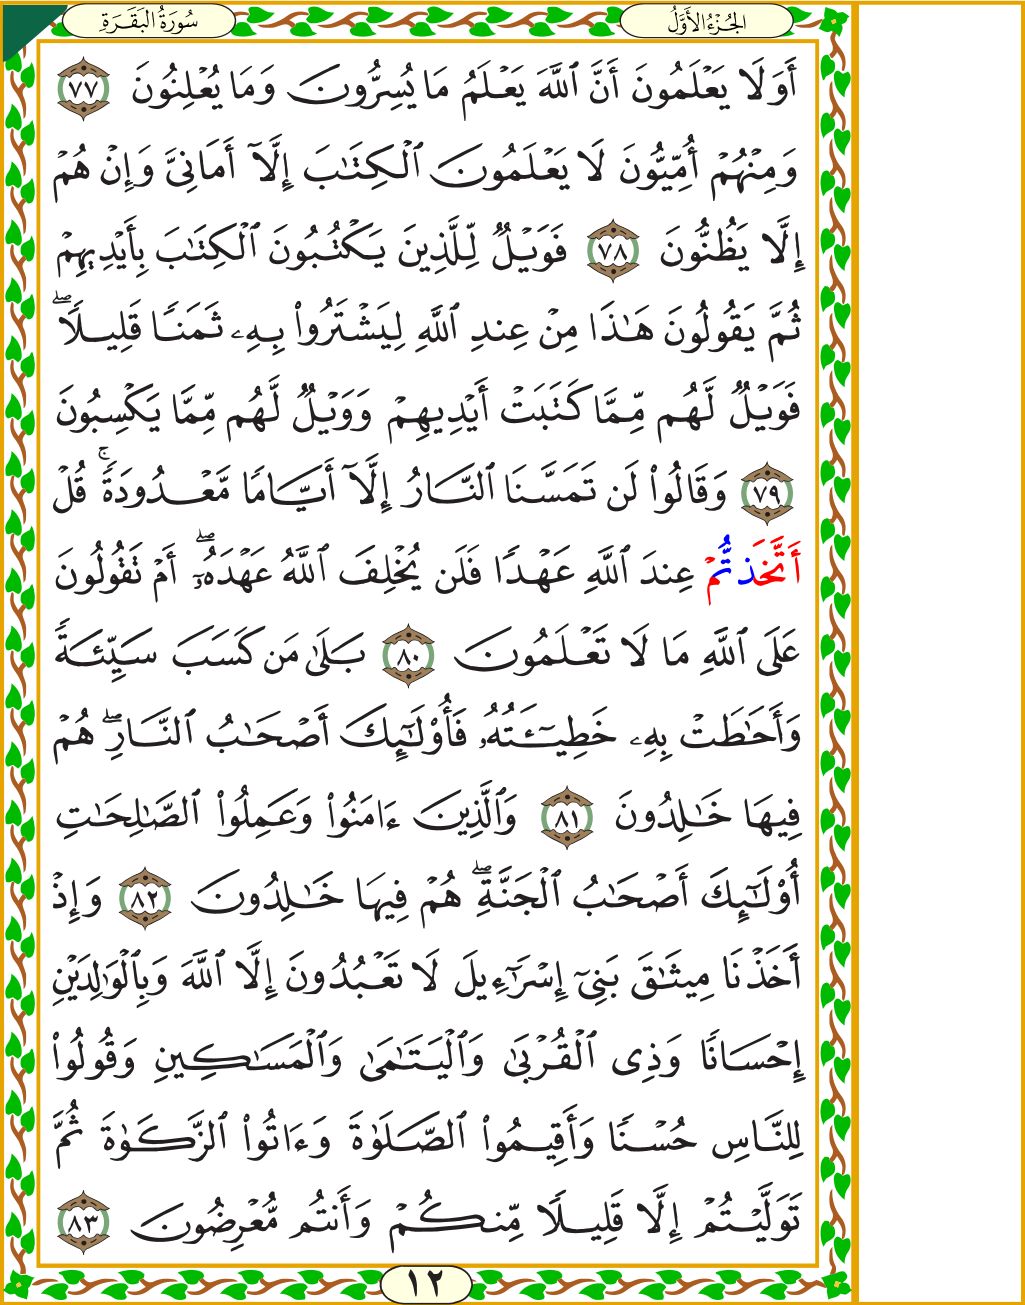 الجُزْءُ الأَوَّلُ
سُورَةُ البَقَرَةِ
أَوَلَا يَعْلَمُونَ أَنَّ ٱللَّهَ يَعْلَمُ مَا يُسِرُّونَ وَمَا يُعْلِنُونَ ٧٧
وَمِنْهُمْ أُمِّيُّونَ لَا يَعْلَمُونَ ٱلْكِتَٰبَ إِلَّآ أَمَانِيَّ وَإِنْ هُمْ
إِلَّا يَظُنُّونَ ٧٨ فَوَيْلٌ لِّلَّذِينَ يَكْتُبُونَ ٱلْكِتَٰبَ بِأَيْدِيهِمْ
ثُمَّ يَقُولُونَ هَٰذَا مِنْ عِندِ ٱللَّهِ لِيَشْتَرُوا۟ بِهِۦ ثَمَنًا قَلِيلًا ۖ
فَوَيْلٌ لَّهُم مِّمَّا كَتَبَتْ أَيْدِيهِمْ وَوَيْلٌ لَّهُم مِّمَّا يَكْسِبُونَ
٧٩ وَقَالُوا۟ لَن تَمَسَّنَا ٱلنَّارُ إِلَّآ أَيَّامًا مَّعْدُودَةً ۚ قُلْ
أَتَّخَذتُّمْ عِندَ ٱللَّهِ عَهْدًا فَلَن يُخْلِفَ ٱللَّهُ عَهْدَهُۥٓ ۖ أَمْ تَقُولُونَ
عَلَى ٱللَّهِ مَا لَا تَعْلَمُونَ ٨٠ بَلَىٰ مَن كَسَبَ سَيِّئَةً
وَأَحَٰطَتْ بِهِۦ خَطِيٓـَٔتُهُۥ فَأُو۟لَٰٓئِكَ أَصْحَٰبُ ٱلنَّارِ ۖ هُمْ
فِيهَا خَٰلِدُونَ ٨١ وَٱلَّذِينَ ءَامَنُوا۟ وَعَمِلُوا۟ ٱلصَّٰلِحَٰتِ
أُو۟لَٰٓئِكَ أَصْحَٰبُ ٱلْجَنَّةِ ۖ هُمْ فِيهَا خَٰلِدُونَ ٨٢ وَإِذْ
أَخَذْنَا مِيثَٰقَ بَنِىٓ إِسْرَٰٓءِيلَ لَا تَعْبُدُونَ إِلَّا ٱللَّهَ وَبِٱلْوَٰلِدَيْنِ
إِحْسَانًا وَذِى ٱلْقُرْبَىٰ وَٱلْيَتَٰمَىٰ وَٱلْمَسَٰكِينِ وَقُولُوا۟
لِلنَّاسِ حُسْنًا وَأَقِيمُوا۟ ٱلصَّلَوٰةَ وَءَاتُوا۟ ٱلزَّكَوٰةَ ثُمَّ
تَوَلَّيْتُمْ إِلَّا قَلِيلًا مِّنكُمْ وَأَنتُم مُّعْرِضُونَ ٨٣
١٢